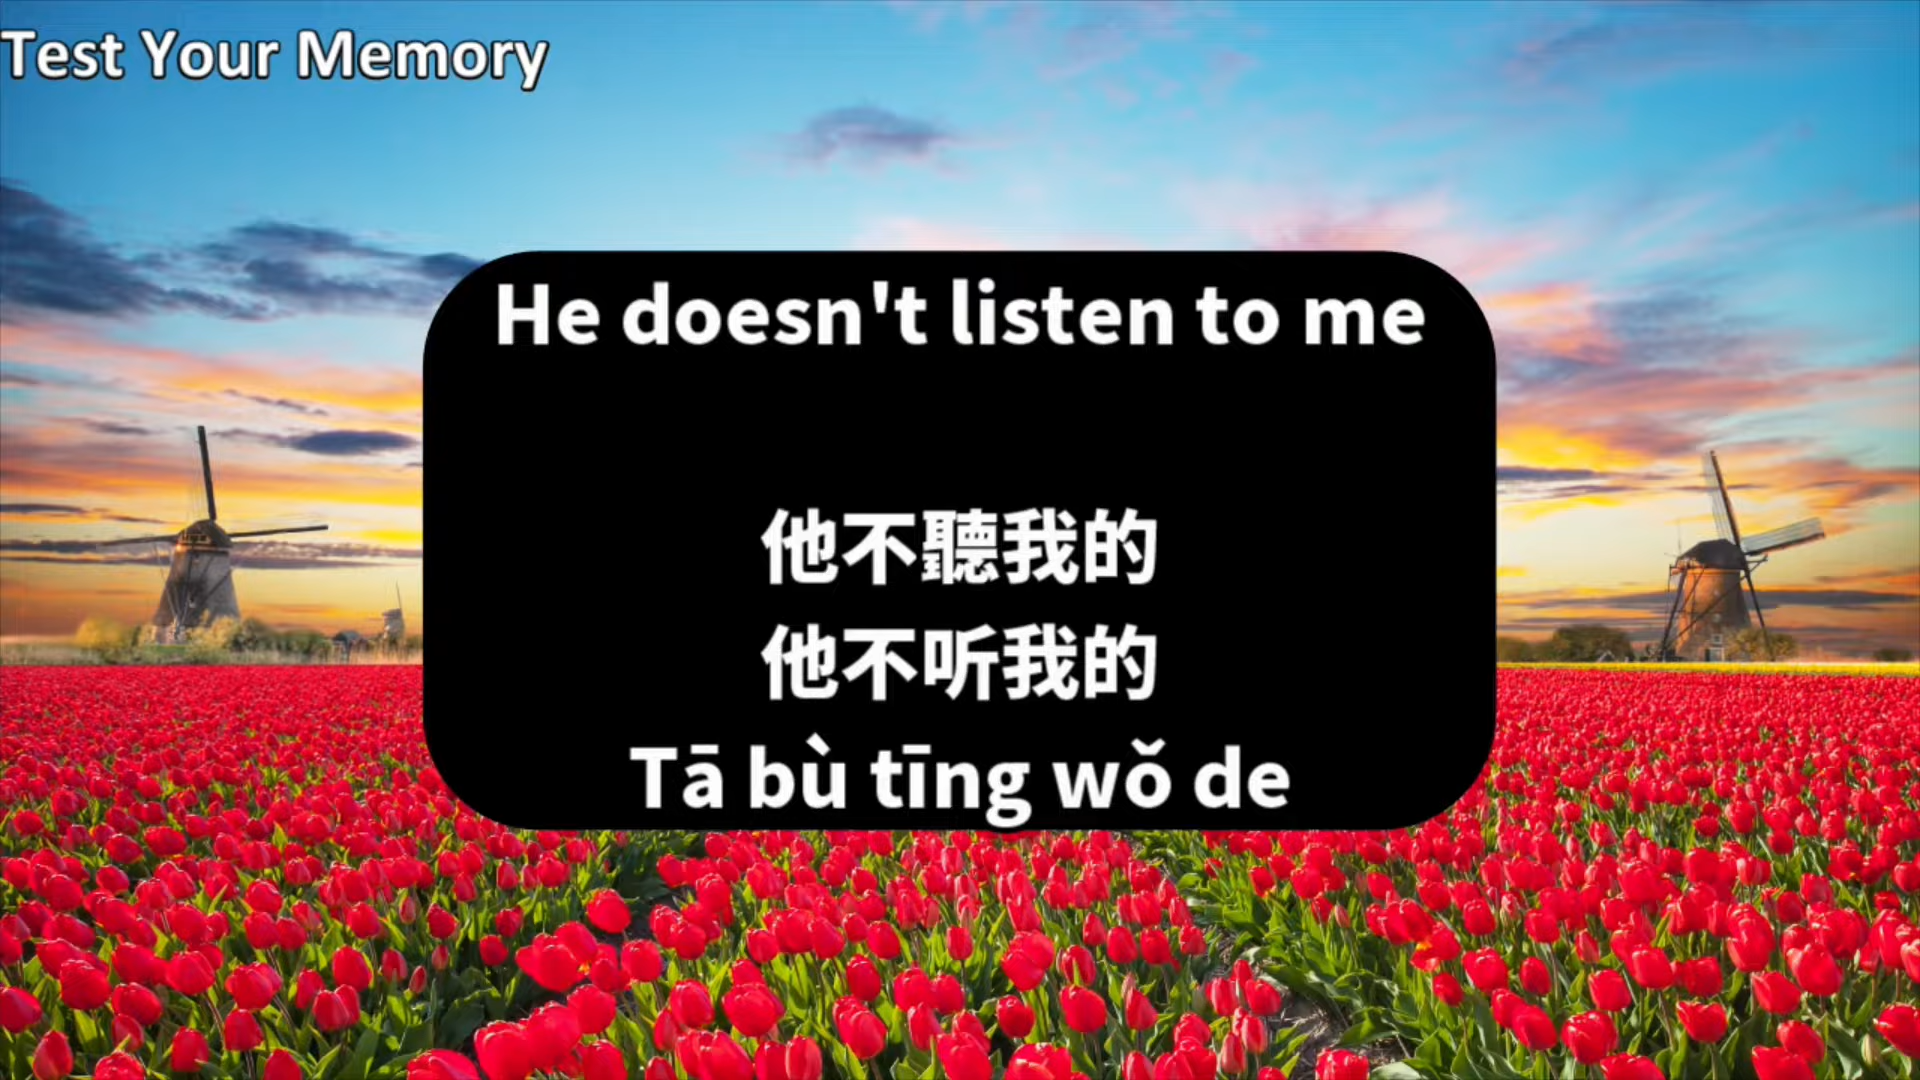 Test Your Memory
He doesn't listen to me
他不聽我的
他不听我的
Tā bù tīng wǒ de